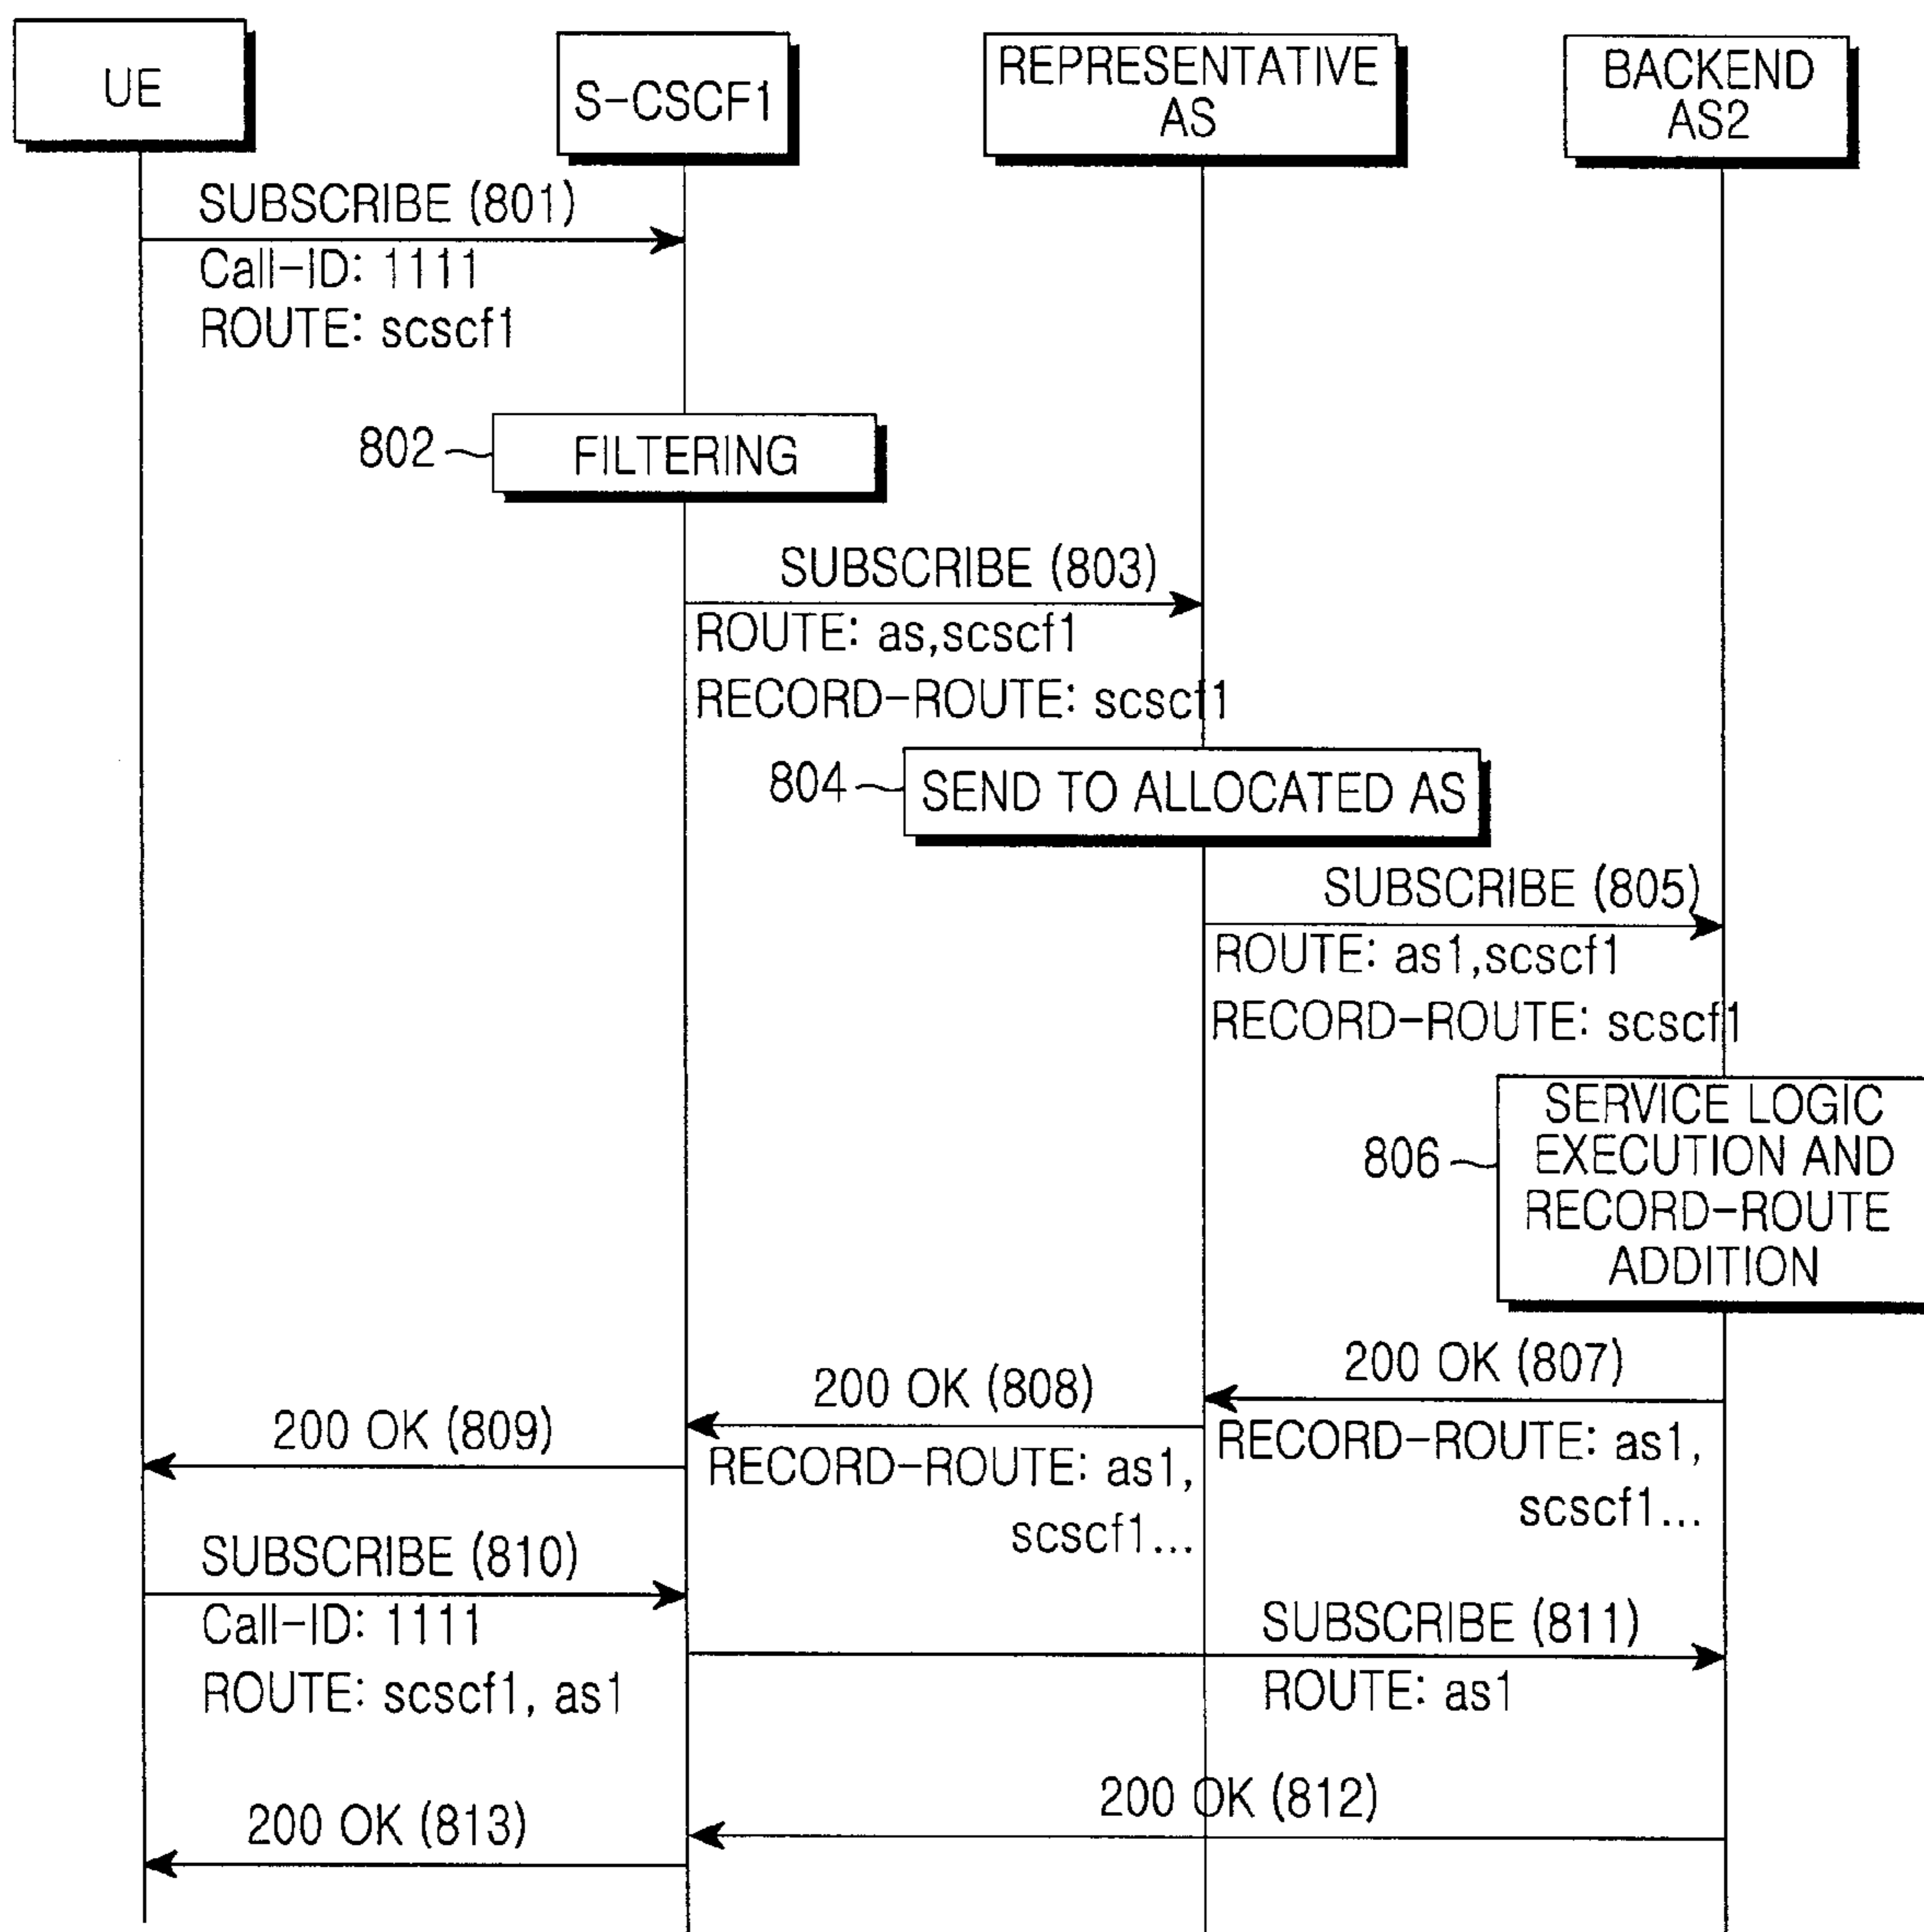 UE
S-CSCF1
REPRESENTATIVE
AS
BACKEND
AS2
SUBSCRIBE (801)
Call-ID: 1111
ROUTE: scscf1
802
FILTERING
SUBSCRIBE (803)
ROUTE: as,scscf1
RECORD-ROUTE: scscf1
804
SEND TO ALLOCATED AS
SUBSCRIBE (805)
ROUTE: as1,scscf1
RECORD-ROUTE: scscf1
806
SERVICE LOGIC
EXECUTION AND
RECORD-ROUTE
ADDITION
200 OK (807)
RECORD-ROUTE: as1,
scscf1...
200 OK (808)
RECORD-ROUTE: as1,
scscf1...
200 OK (809)
SUBSCRIBE (810)
Call-ID: 1111
ROUTE: scscf1, as1
SUBSCRIBE (811)
ROUTE: as1
200 OK (812)
200 OK (813)